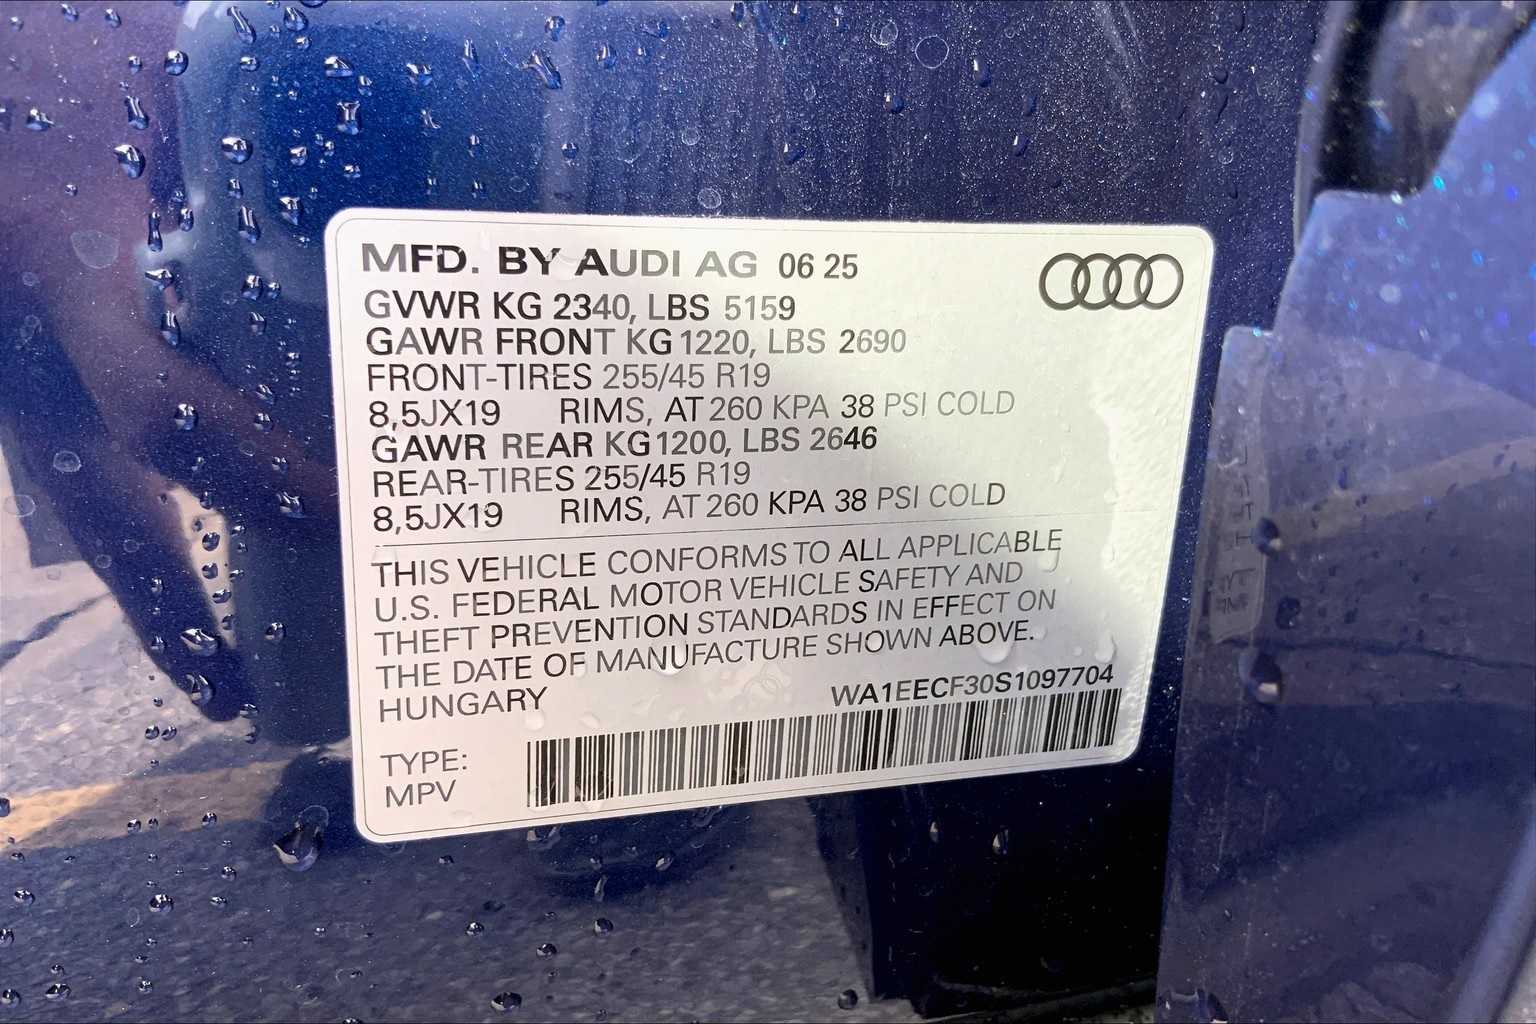 MFD. BY AUDI AG 06 25
GVWR KG 2340, LBS 5159
GAWR FRONT KG 1220, LBS 2690
FRONT-TIRES 255/45 R19
8,5JX19 RIMS, AT 260 KPA 38 PSI COLD
GAWR REAR KG 1200, LBS 2646
REAR-TIRES 255/45 R19
8,5JX19 RIMS, AT 260 KPA 38 PSI COLD
THIS VEHICLE CONFORMS TO ALL APPLICABLE
U.S. FEDERAL MOTOR VEHICLE SAFETY AND
THEFT PREVENTION STANDARDS IN EFFECT ON
THE DATE OF MANUFACTURE SHOWN ABOVE.
HUNGARY WA1EECF30S1097704
TYPE:
MPV